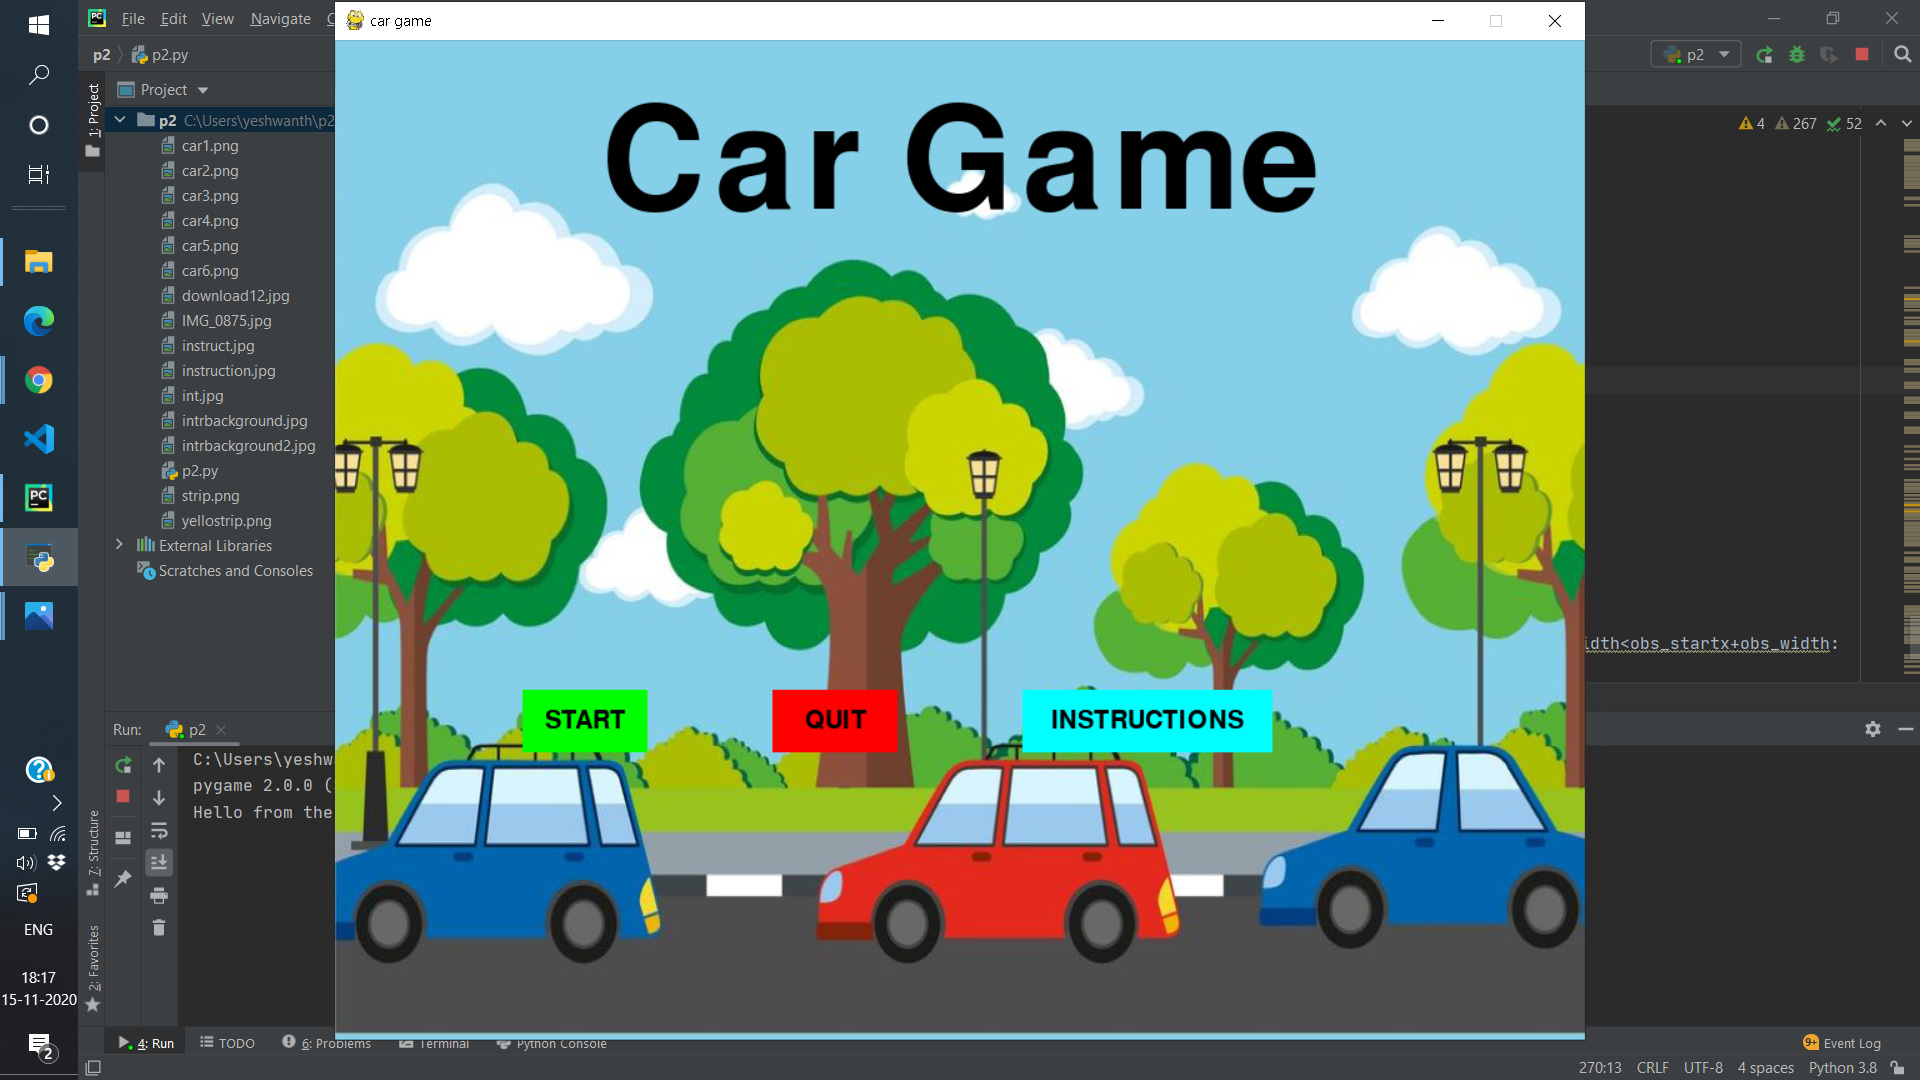 File Edit View Navigate
car game
p2 p2.py
p2
1: Project
Project
4 267 52
p2 C:\Users\yeshwanth\p2
car1.png
car2.png
car3.png
car4.png
car5.png
car6.png
download12.jpg
IMG_0875.jpg
instruct.jpg
instruction.jpg
int.jpg
intrbackground.jpg
intrbackground2.jpg
p2.py
strip.png
yellostrip.png
External Libraries
Scratches and Consoles
Car Game
START QUIT INSTRUCTIONS
idth<obs_startx+obs_width:
Run: p2
C:\Users\yeshw
pygame 2.0.0 (
Hello from the
7: Structure
2: Favorites
ENG
18:17
15-11-2020
2
4: Run TODO 6: Problems Terminal Python Console
9+ Event Log
270:13 CRLF UTF-8 4 spaces Python 3.8